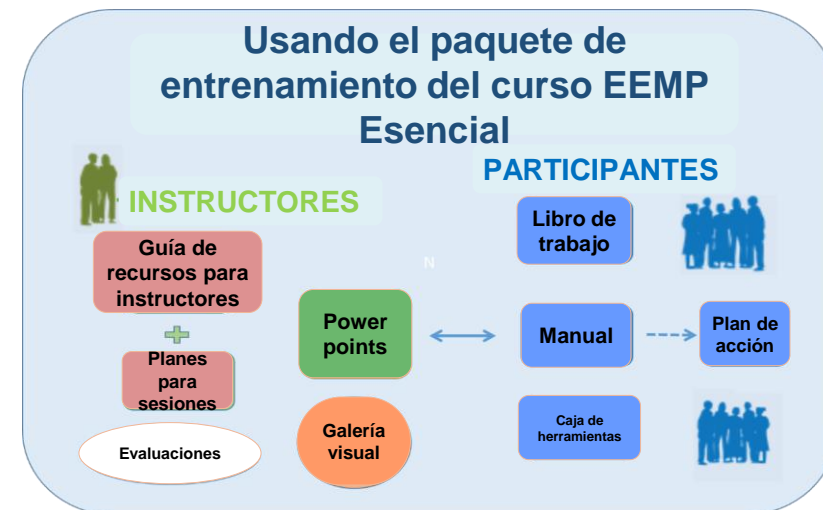 Usando el paquete de
entrenamiento del curso EEMP
Esencial
INSTRUCTORES
PARTICIPANTES
Guía de
recursos para
instructores
Planes
para
sesiones
Evaluaciones
Power
points
Galería
visual
N
Libro de
trabajo
Manual
Caja de
herramientas
Plan de
acción